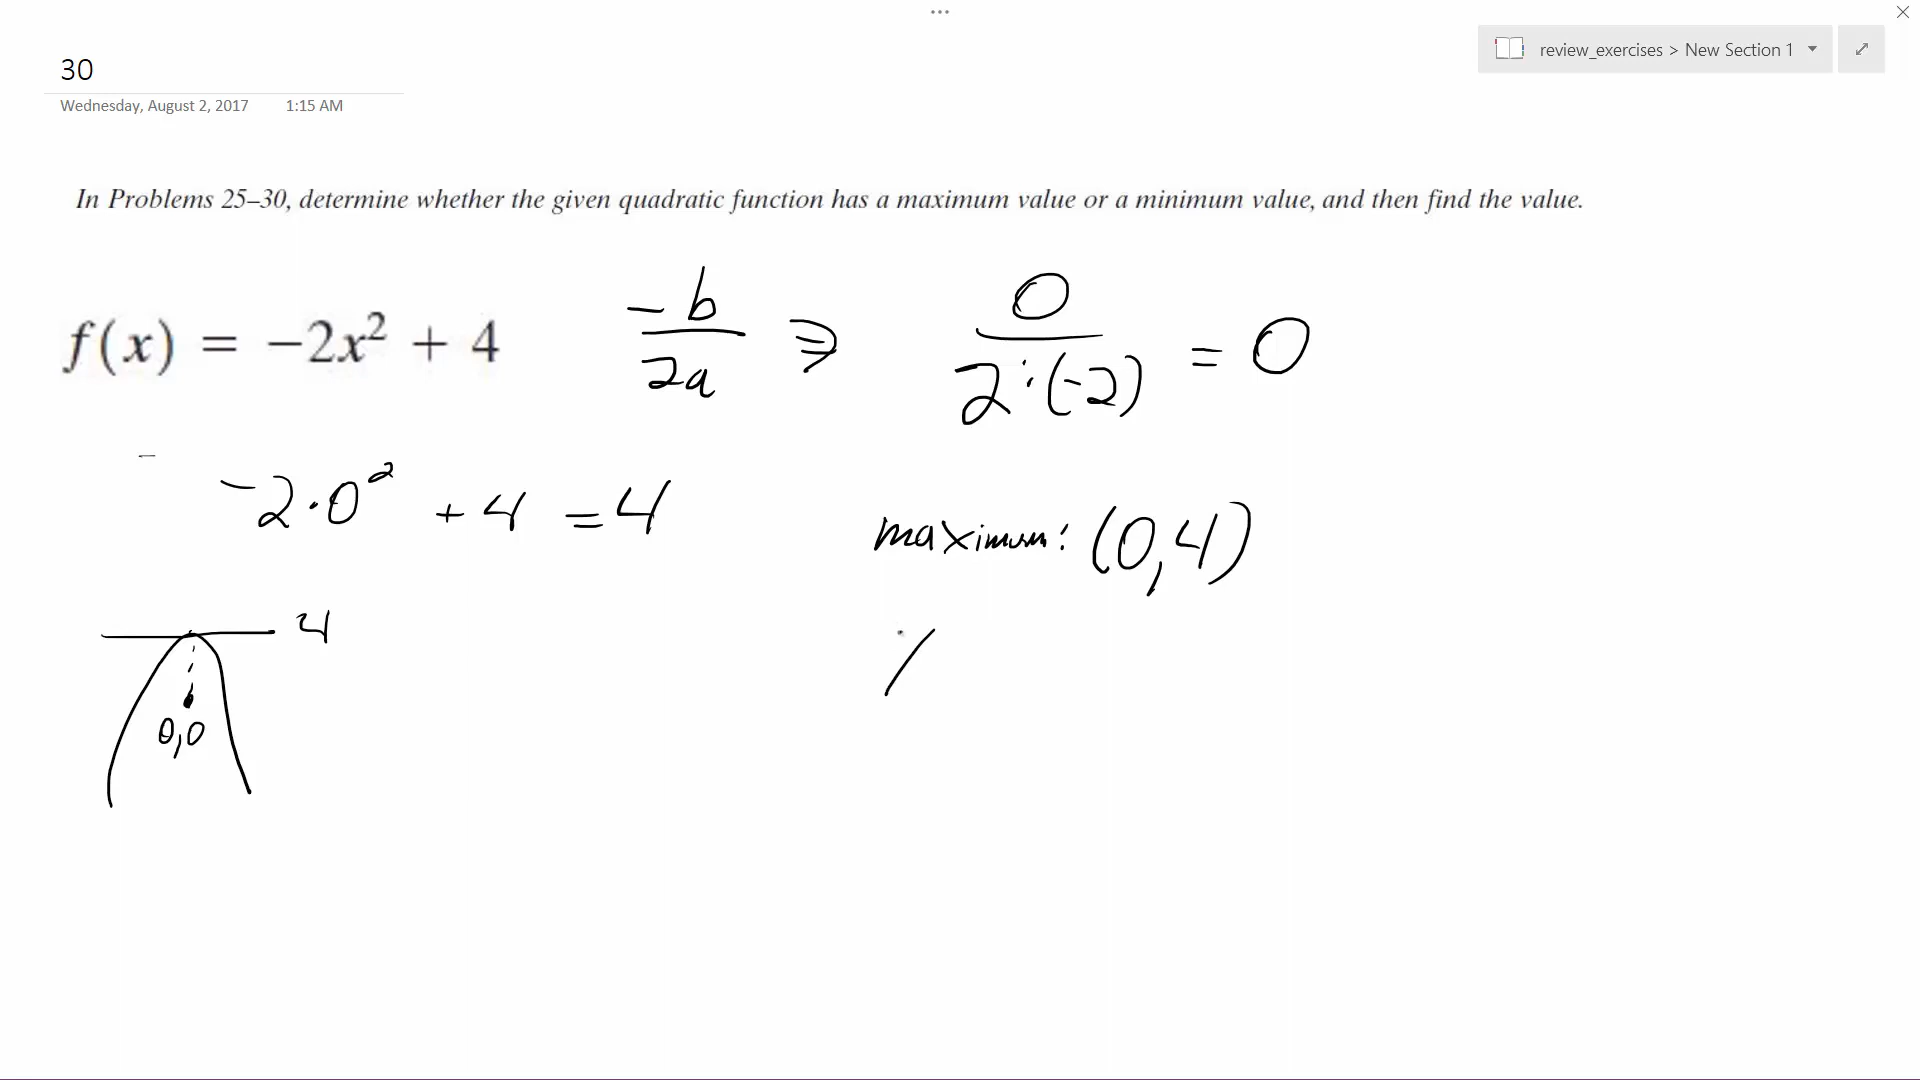 ...
review_exercises > New Section 1
30
Wednesday, August 2, 2017 1:15 AM
In Problems 25–30, determine whether the given quadratic function has a maximum value or a minimum value, and then find the value.
f(x) = −2x² + 4
-b/2a ⇒ 0/2·(-2) = 0
-
-2·0² + 4 = 4
maximum: (0,4)
4
0,0
/